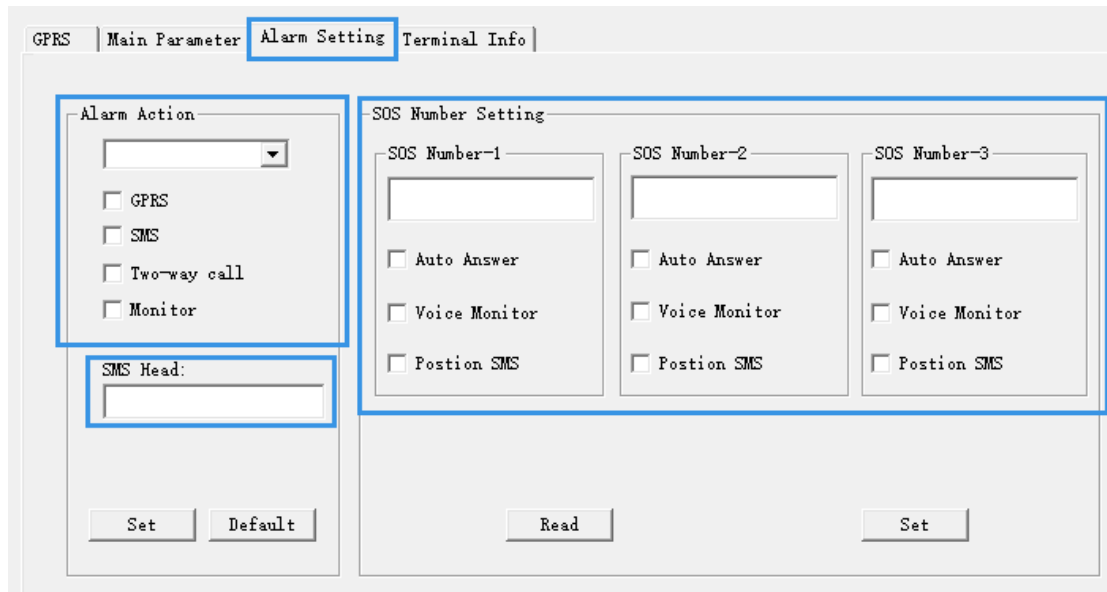 GPRS Main Parameter Alarm Setting Terminal Info
Alarm Action
GPRS
SMS
Two-way call
Monitor
SMS Head:
Set Default
SOS Number Setting
SOS Number-1
Auto Answer
Voice Monitor
Postion SMS
SOS Number-2
Auto Answer
Voice Monitor
Postion SMS
SOS Number-3
Auto Answer
Voice Monitor
Postion SMS
Read Set